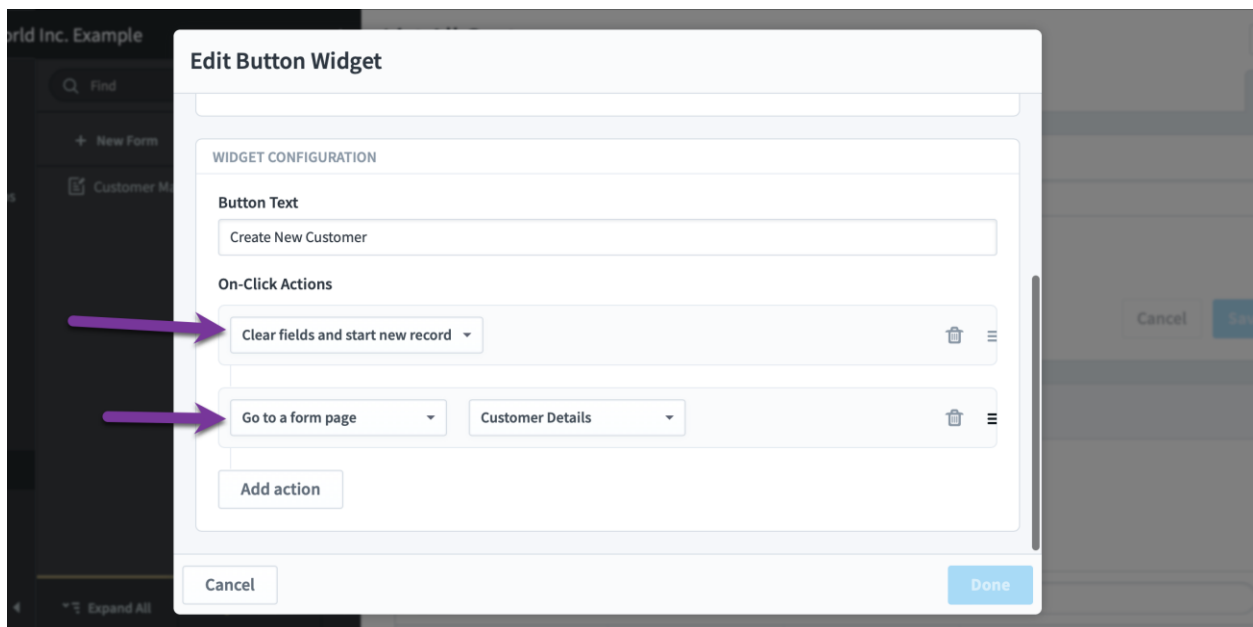 orld Inc. Example
Edit Button Widget
Find
New Form
WIDGET CONFIGURATION
Customer Ma
Button Text
Create New Customer
On-Click Actions
Clear fields and start new record
Cancel
Go to a form page
Customer Details
Add action
Cancel
Done
Expand All